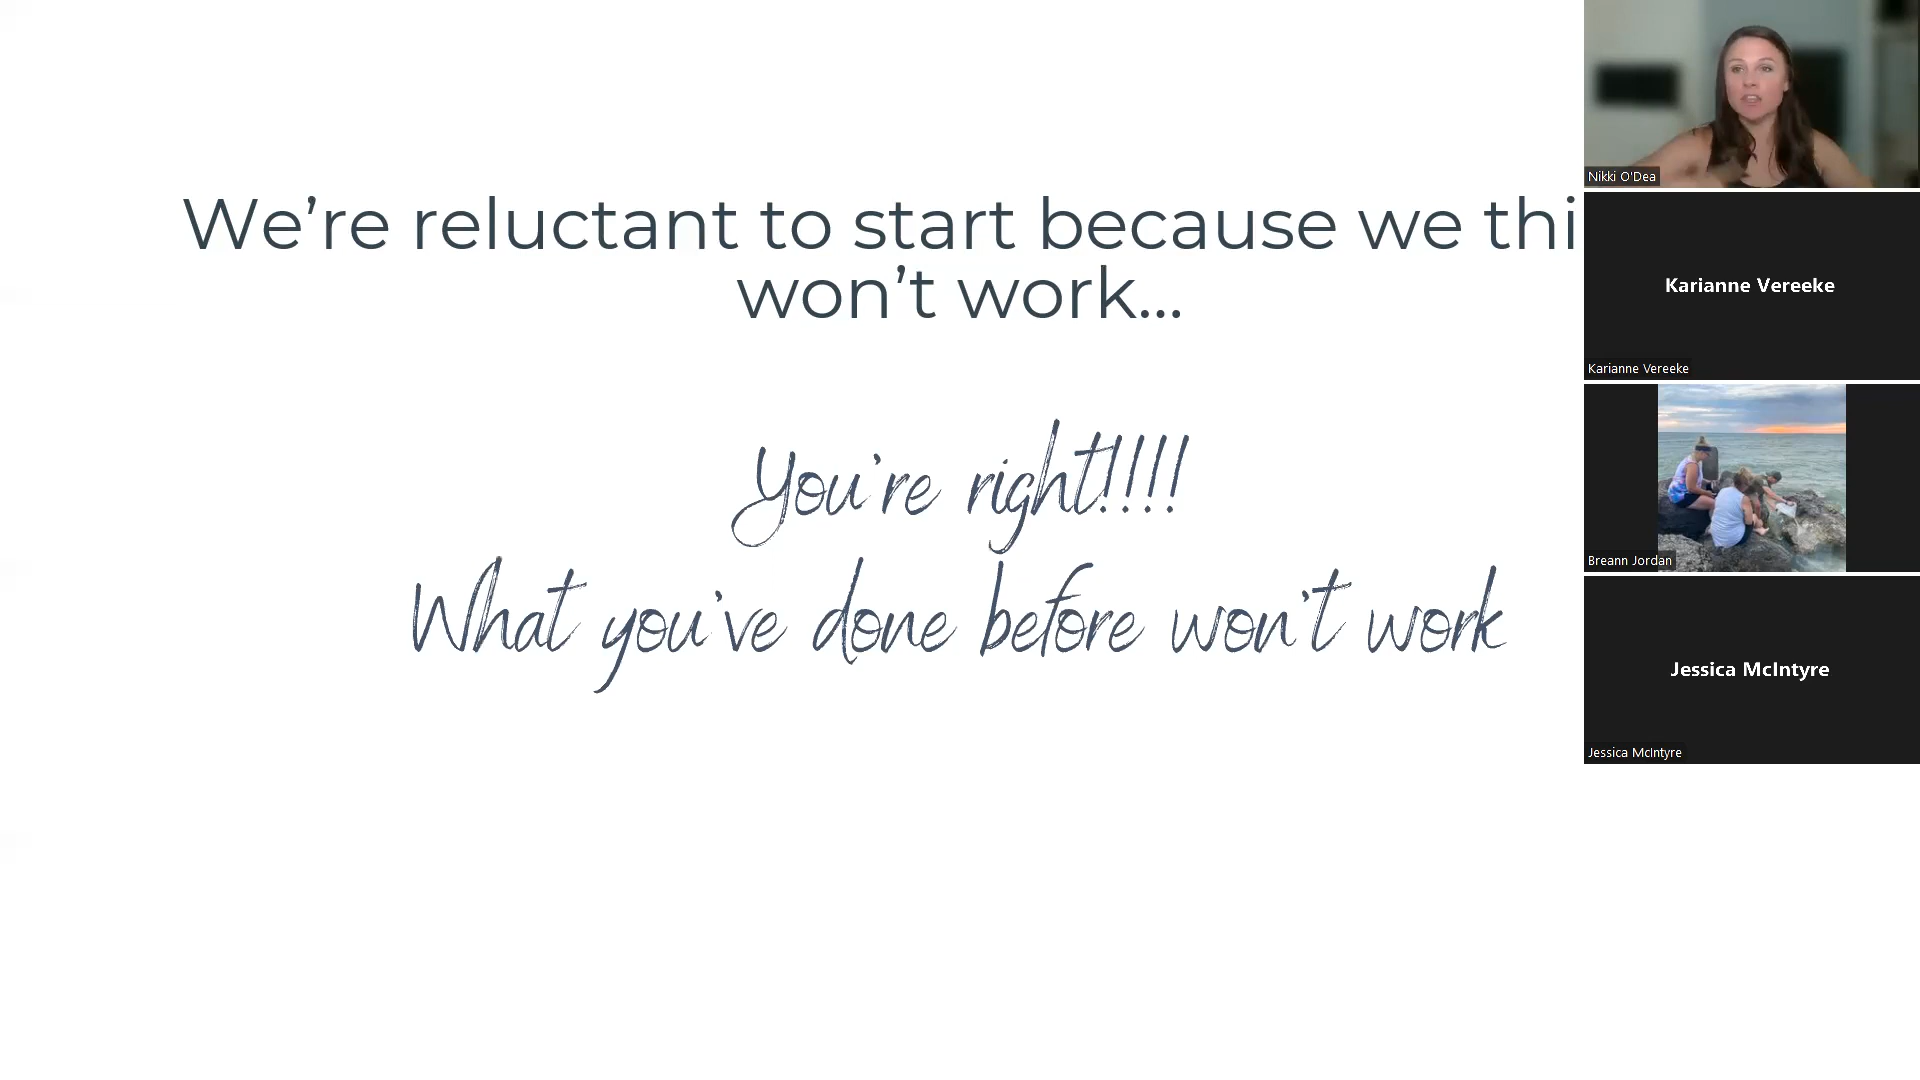 We're reluctant to start because we thi
won't work...
You're right!!!!
What you've done before won't work
Nikki O'Dea
Karianne Vereeke
Karianne Vereeke
Breann Jordan
Jessica McIntyre
Jessica McIntyre